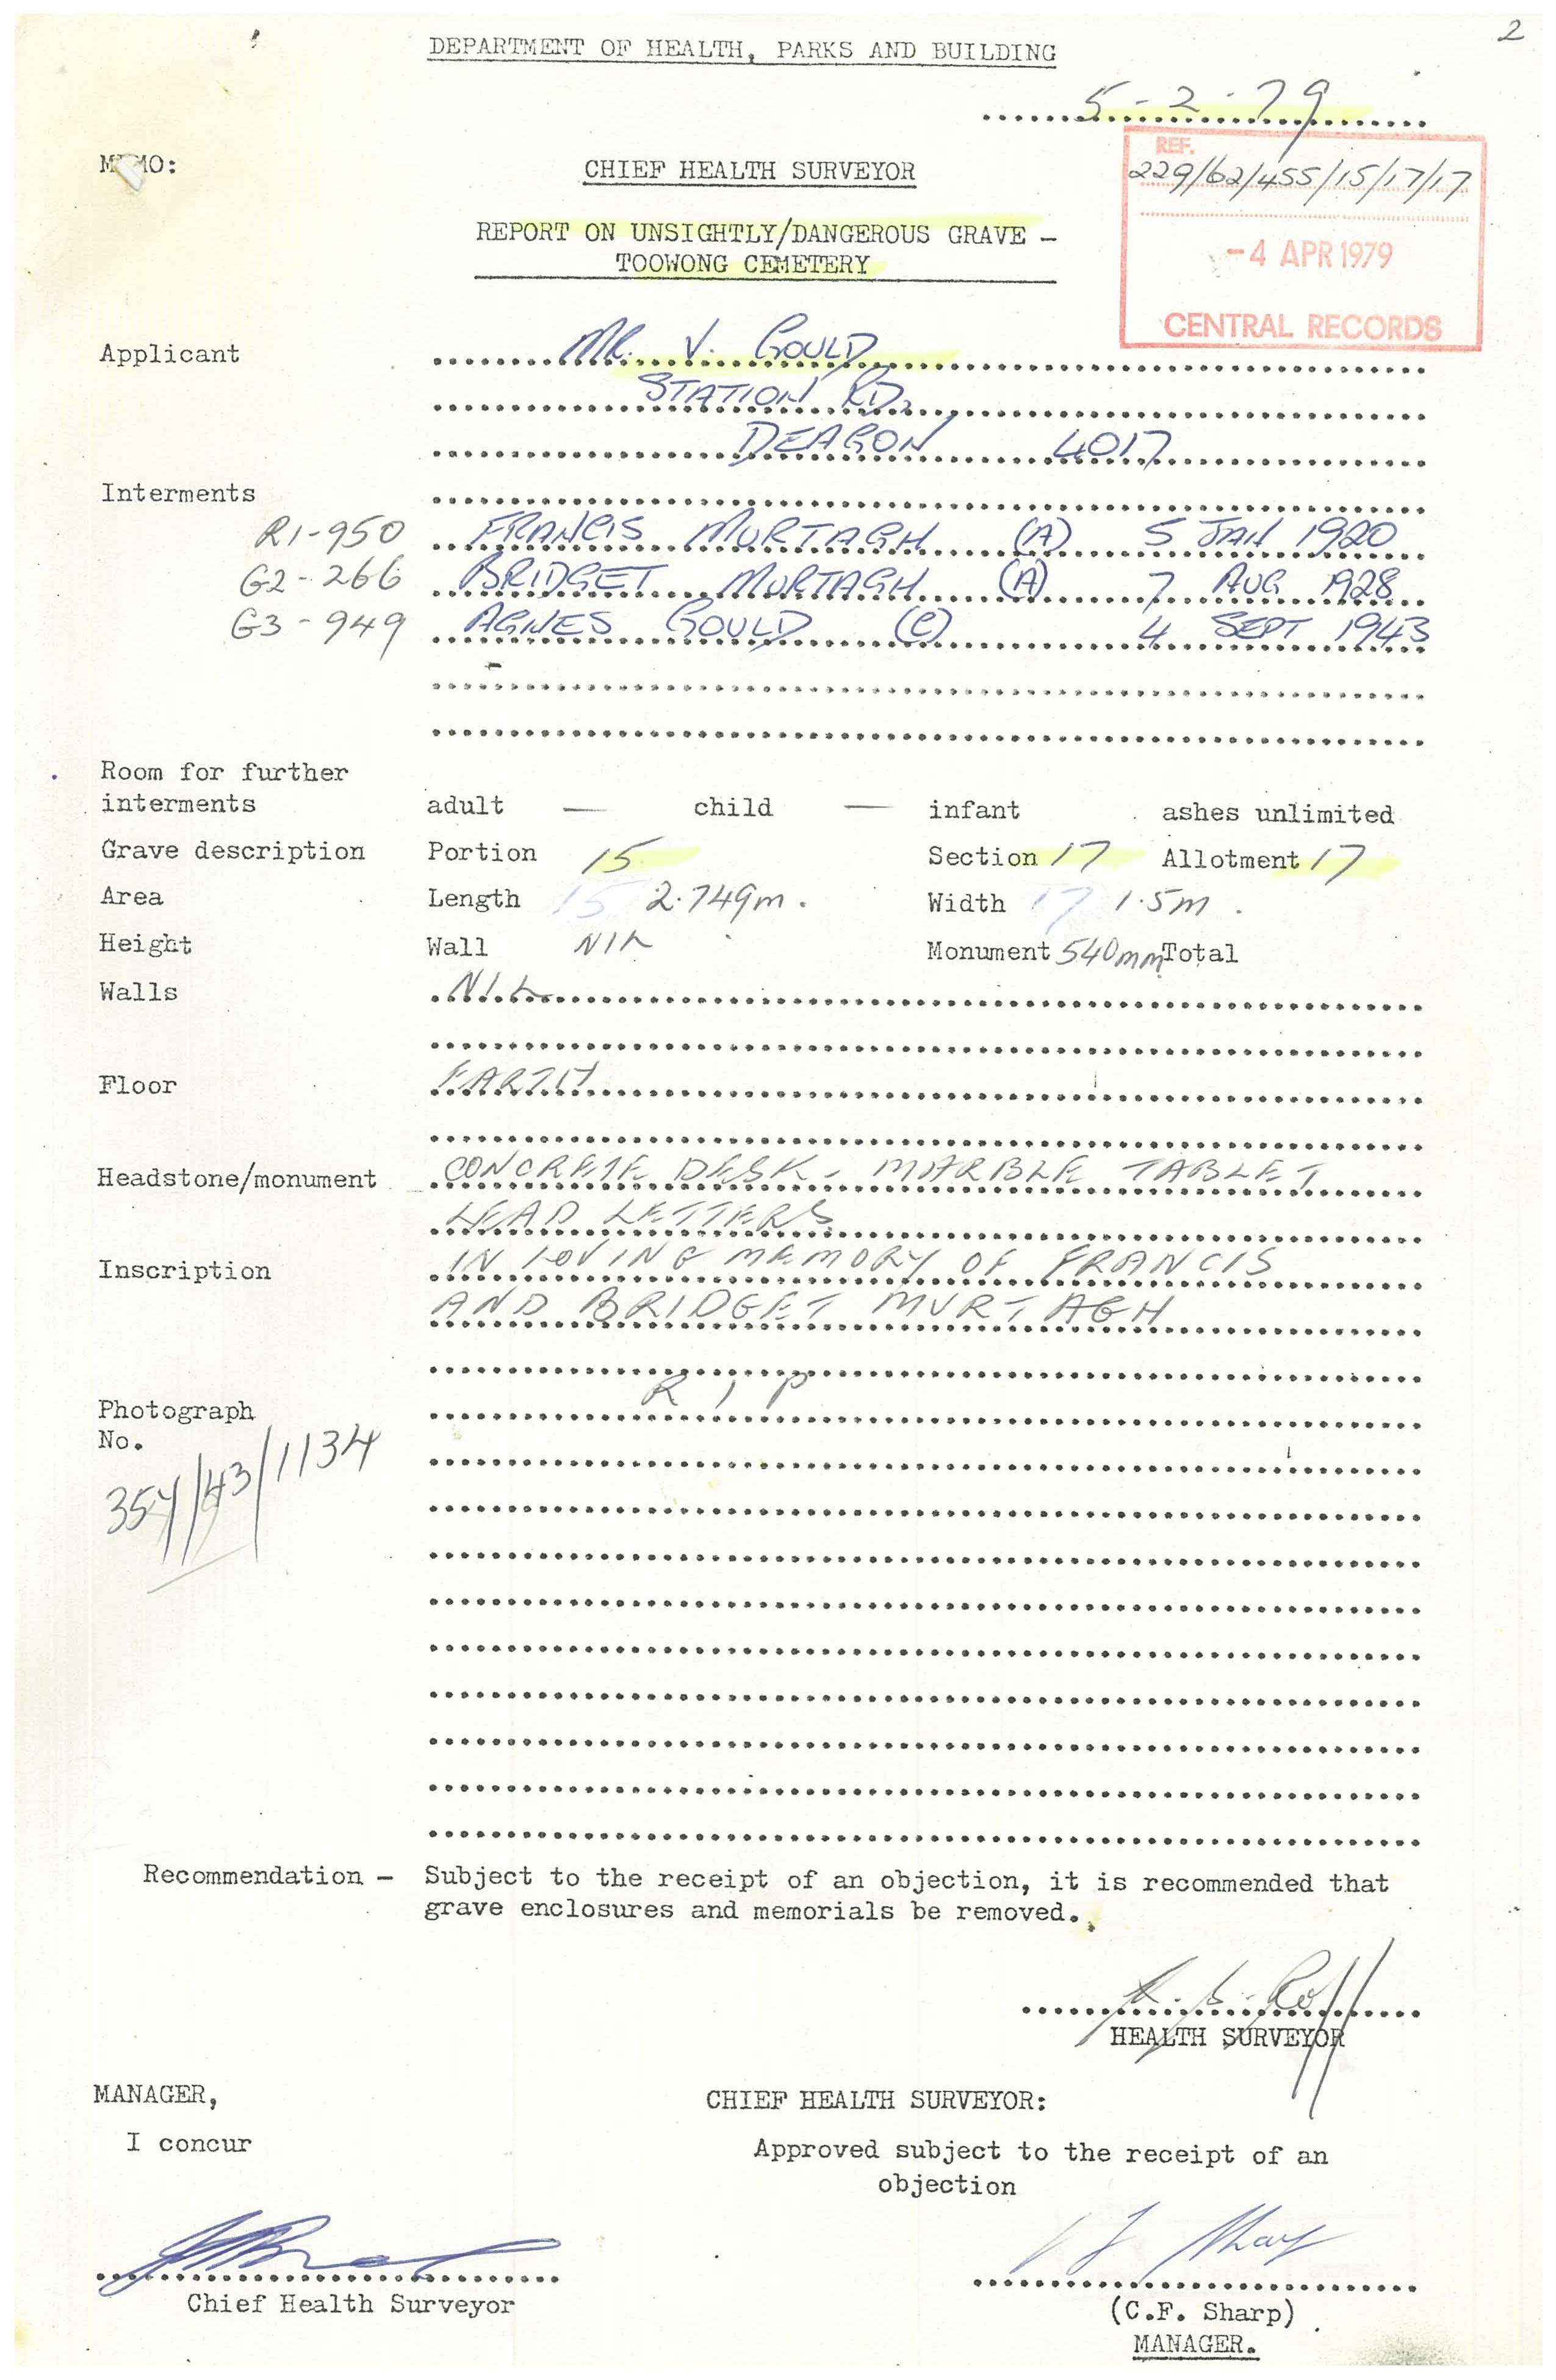 2
DEPARTMENT OF HEALTH, PARKS AND BUILDING
5-2-79
MEMO:
CHIEF HEALTH SURVEYOR
REF.
229/62/455/15/17/17
REPORT ON UNSIGHTLY/DANGEROUS GRAVE -
TOOWONG CEMETERY
-4 APR 1979
CENTRAL RECORDS
Applicant MR. V. GOULD
STATION RD,
DEAGON 4017
Interments
R1-950 FRANCIS MURTAGH (A) 5 JAN 1920
G2-266 BRIDGET MURTAGH (A) 7 AUG 1928
G3-949 AGNES GOULD (C) 4 SEPT 1943
Room for further
interments adult — child — infant ashes unlimited
Grave description Portion 15 Section 17 Allotment 17
Area Length 15 2.749m. Width 17 1.5m.
Height Wall NIL Monument 540mm Total
Walls NIL
Floor EARTH
Headstone/monument CONCRETE DESK - MARBLE TABLET
LEAD LETTERS
Inscription IN LOVING MEMORY OF FRANCIS
AND BRIDGET MURTAGH
R I P
Photograph
No.
354/43/1134
Recommendation - Subject to the receipt of an objection, it is recommended that
grave enclosures and memorials be removed.
HEALTH SURVEYOR
MANAGER,
CHIEF HEALTH SURVEYOR:
I concur
Approved subject to the receipt of an
objection
Chief Health Surveyor
(C.F. Sharp)
MANAGER.